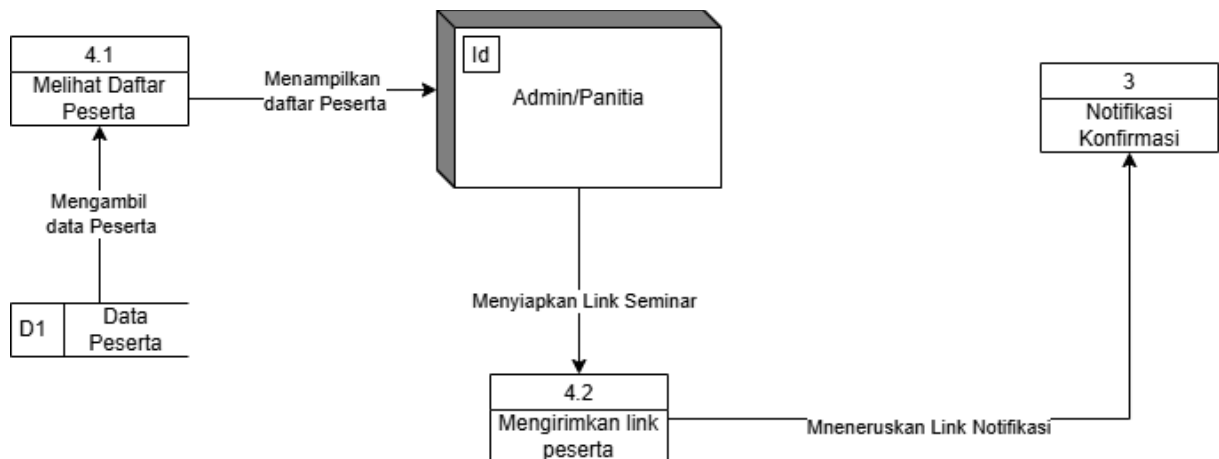 4.1
Melihat Daftar
Peserta
Menampilkan
daftar Peserta
Id
Admin/Panitia
3
Notifikasi
Konfirmasi
Mengambil
data Peserta
D1
Data
Peserta
Menyiapkan Link Seminar
4.2
Mengirimkan link
peserta
Mneneruskan Link Notifikasi